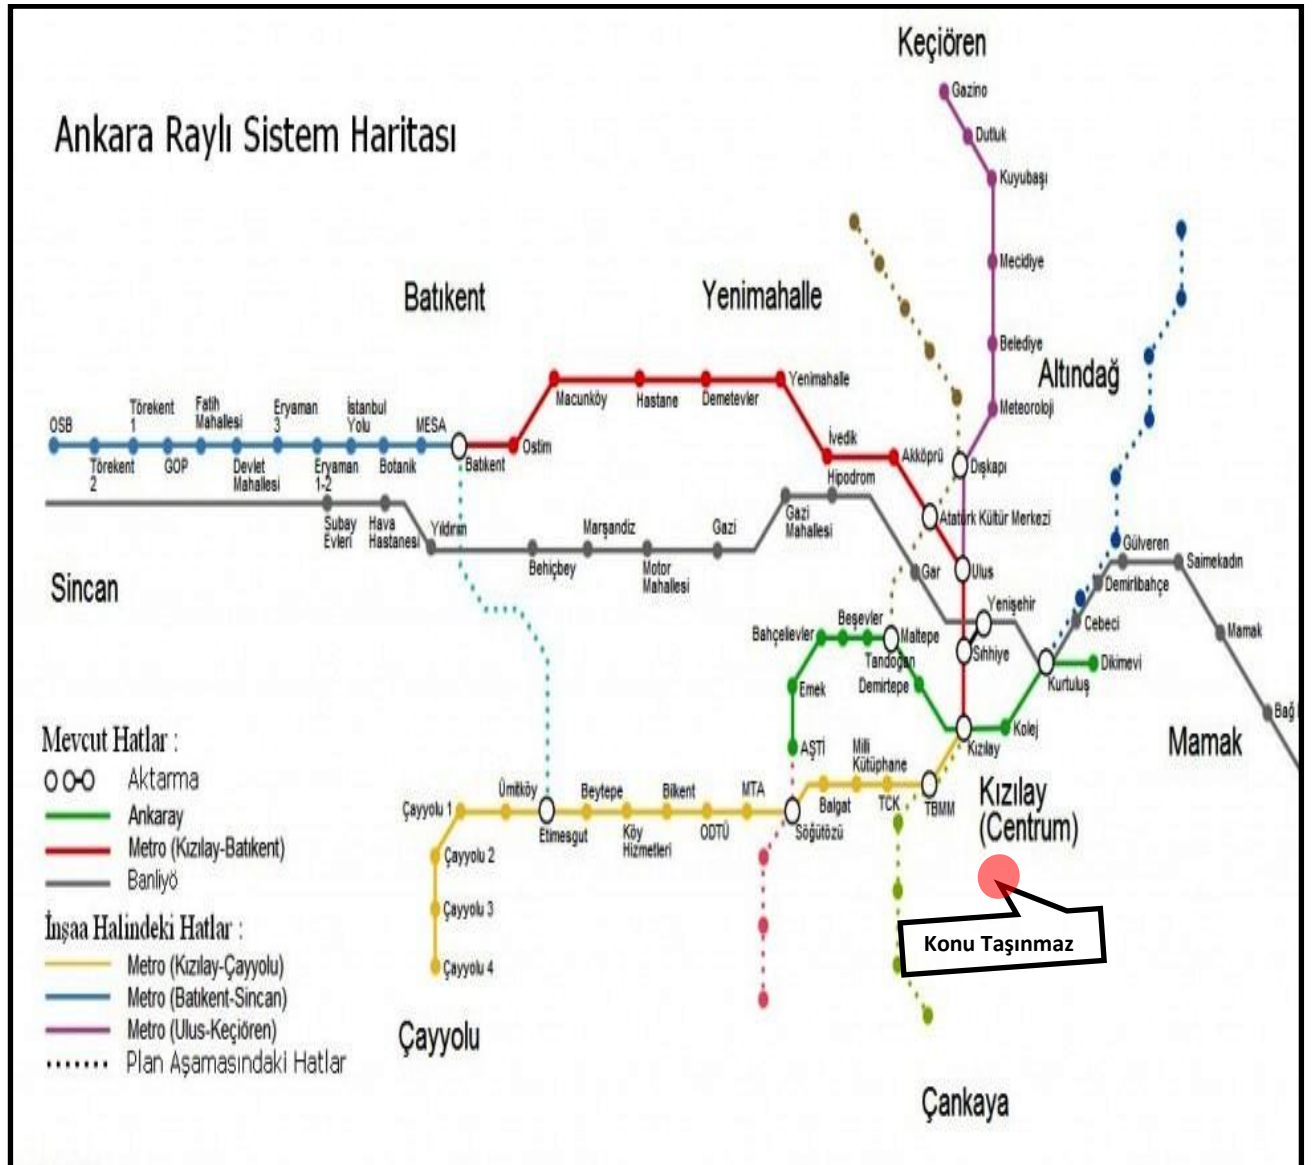 Keçiören
Gazino
Dutluk
Kuyubaşı
Mecidiye
Belediye
Meteoroloji
Ankara Raylı Sistem Haritası
Batıkent
Yenimahalle
Altındağ
OSB
Törekent
2
Törekent
1
GOP
Fatih
Mahallesi
Devlet
Mahallesi
Eryaman
3
Eryaman
1-2
İstanbul
Yolu
Botanik
MESA
Batıkent
Ostim
Macunköy
Hastane
Demetevler
Yenimahalle
İvedik
Akköprü
Hipodrom
Dışkapı
Atatürk Kültür Merkezi
Ulus
Sincan
Subay
Evleri
Hava
Hastanesi
Yıldırım
Behiçbey
Marşandiz
Motor
Mahallesi
Gazi
Gazi
Mahallesi
Gar
Yenişehir
Sıhhiye
Kurtuluş
Cebeci
Demirlibahçe
Gülveren
Saimekadın
Mamak
Bağ
Mamak
Dikimevi
Kolej
Kızılay
Demirtepe
Maltepe
Tandoğan
Beşevler
Bahçelievler
Emek
AŞTİ
Kızılay
(Centrum)
TBMM
TCK
Milli
Kütüphane
Balgat
Söğütözü
MTA
ODTÜ
Bilkent
Köy
Hizmetleri
Beytepe
Etimesgut
Ümitköy
Çayyolu 1
Çayyolu 2
Çayyolu 3
Çayyolu 4
Çayyolu
Konu Taşınmaz
Çankaya
Mevcut Hatlar :
Aktarma
Ankaray
Metro (Kızılay-Batıkent)
Banliyö
İnşaa Halindeki Hatlar :
Metro (Kızılay-Çayyolu)
Metro (Batıkent-Sincan)
Metro (Ulus-Keçiören)
Plan Aşamasındaki Hatlar